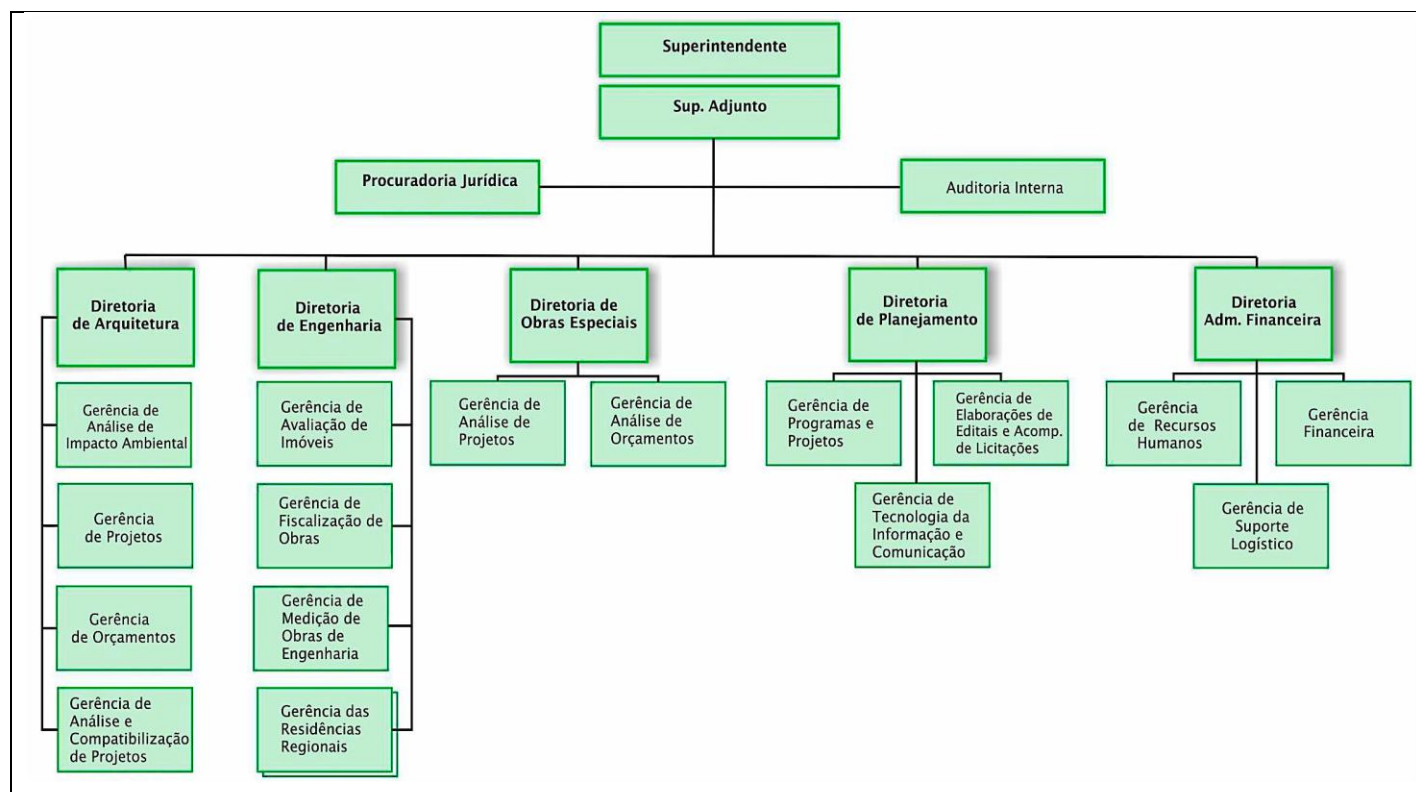 Superintendente
Sup. Adjunto
Procuradoria Jurídica
Auditoria Interna
Diretoria
de Arquitetura
Diretoria
de Engenharia
Diretoria de
Obras Especiais
Diretoria
de Planejamento
Diretoria
Adm. Financeira
Gerência de
Análise de
Impacto Ambiental
Gerência
de Projetos
Gerência
de Orçamentos
Gerência de
Análise e
Compatibilização
de Projetos
Gerência de
Avaliação de
Imóveis
Gerência de
Fiscalização de
Obras
Gerência de
Medição de
Obras de
Engenharia
Gerência das
Residências
Regionais
Gerência de
Análise de
Projetos
Gerência de
Análise de
Orçamentos
Gerência de
Programas e
Projetos
Gerência de
Elaborações de
Editais e Acomp.
de Licitações
Gerência de
Tecnologia da
Informação e
Comunicação
Gerência
de Recursos
Humanos
Gerência
Financeira
Gerência de
Suporte
Logístico